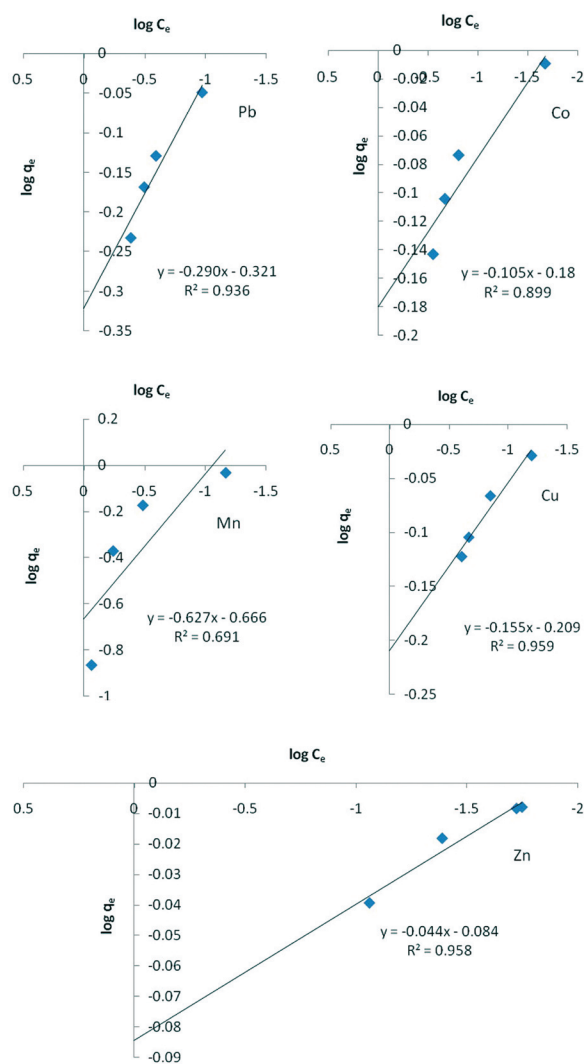 log Cₑ
0
0.5 0 -0.5 -1 -1.5
-0.05
-0.1
-0.15
-0.2
-0.25
-0.3
-0.35
log qₑ
Pb
y = -0.290x - 0.321
R² = 0.936
log Cₑ
0
0.5 0 -0.5 -1 -1.5 -2
-0.02
-0.04
-0.06
-0.08
-0.1
-0.12
-0.14
-0.16
-0.18
-0.2
log qₑ
Co
y = -0.105x - 0.18
R² = 0.899
log Cₑ
0.2
0
0.5 0 -0.5 -1 -1.5
-0.2
-0.4
-0.6
-0.8
-1
log qₑ
Mn
y = -0.627x - 0.666
R² = 0.691
log Cₑ
0
0.5 0 -0.5 -1 -1.5
-0.05
-0.1
-0.15
-0.2
-0.25
log qₑ
Cu
y = -0.155x - 0.209
R² = 0.959
log Cₑ
0
0.5 0 -0.5 -1 -1.5 -2
-0.01
-0.02
-0.03
-0.04
-0.05
-0.06
-0.07
-0.08
-0.09
log qₑ
Zn
y = -0.044x - 0.084
R² = 0.958